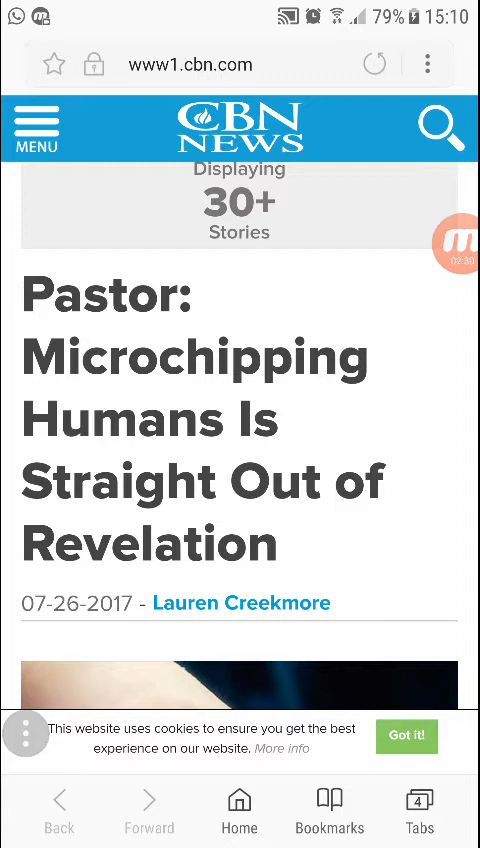 79% 15:10
www1.cbn.com
MENU
CBN
NEWS
Displaying
30+
Stories
02:30
Pastor:
Microchipping
Humans Is
Straight Out of
Revelation
07-26-2017 - Lauren Creekmore
This website uses cookies to ensure you get the best
experience on our website. More info
Got it!
4
Back
Forward
Home
Bookmarks
Tabs